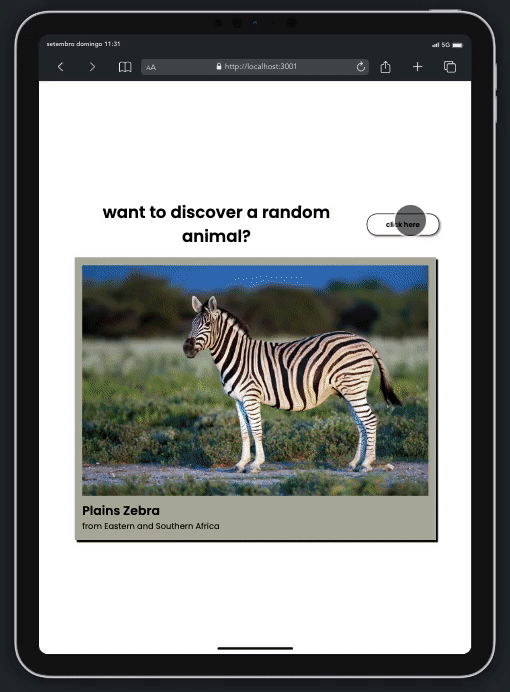 setembro domingo 11:31
5G
AA
http://localhost:3001
want to discover a random
animal?
click here
Plains Zebra
from Eastern and Southern Africa